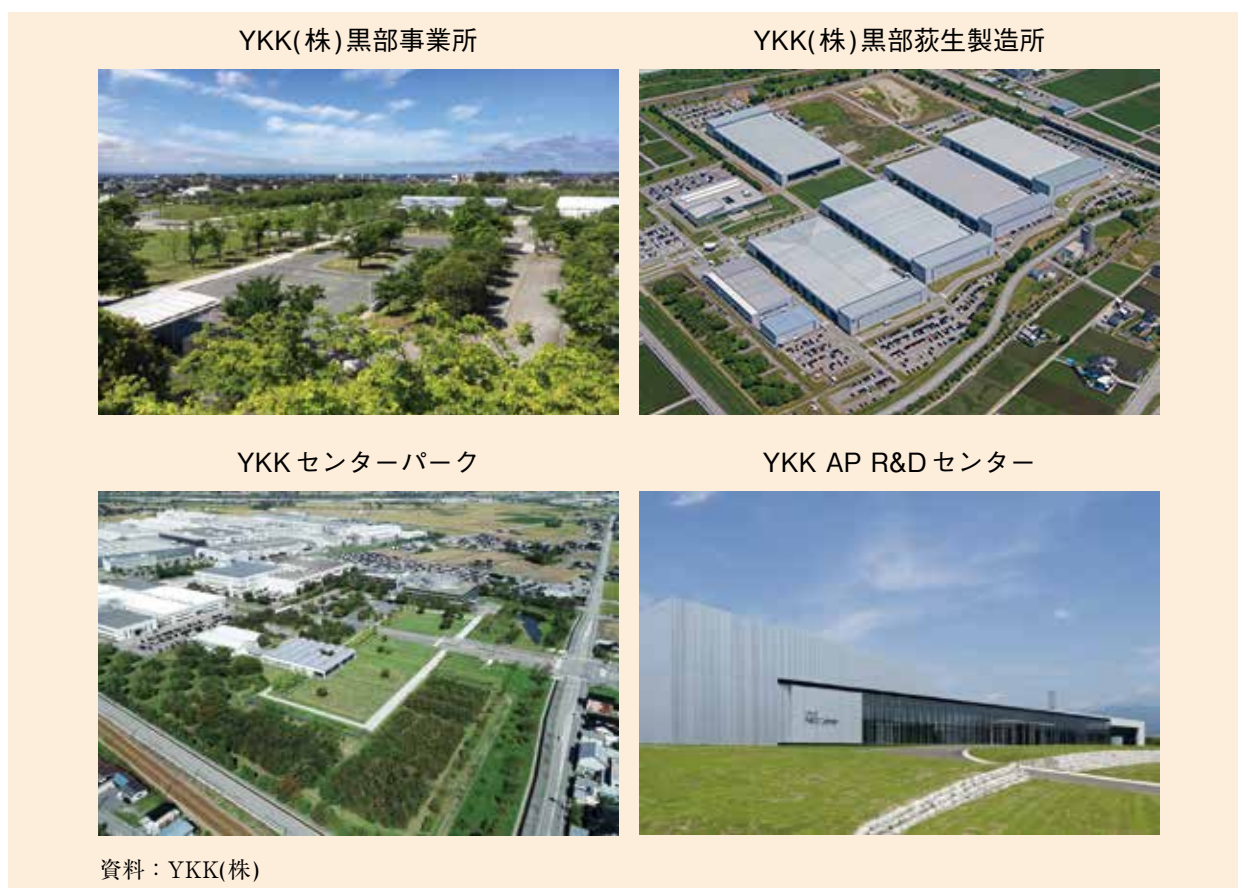 YKK(株)黒部事業所
YKK(株)黒部荻生製造所
YKKセンターパーク
YKK AP R&Dセンター
資料：YKK(株)